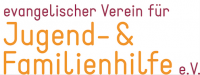 evangelischer Verein für
Jugend- &
Familienhilfe e.V.